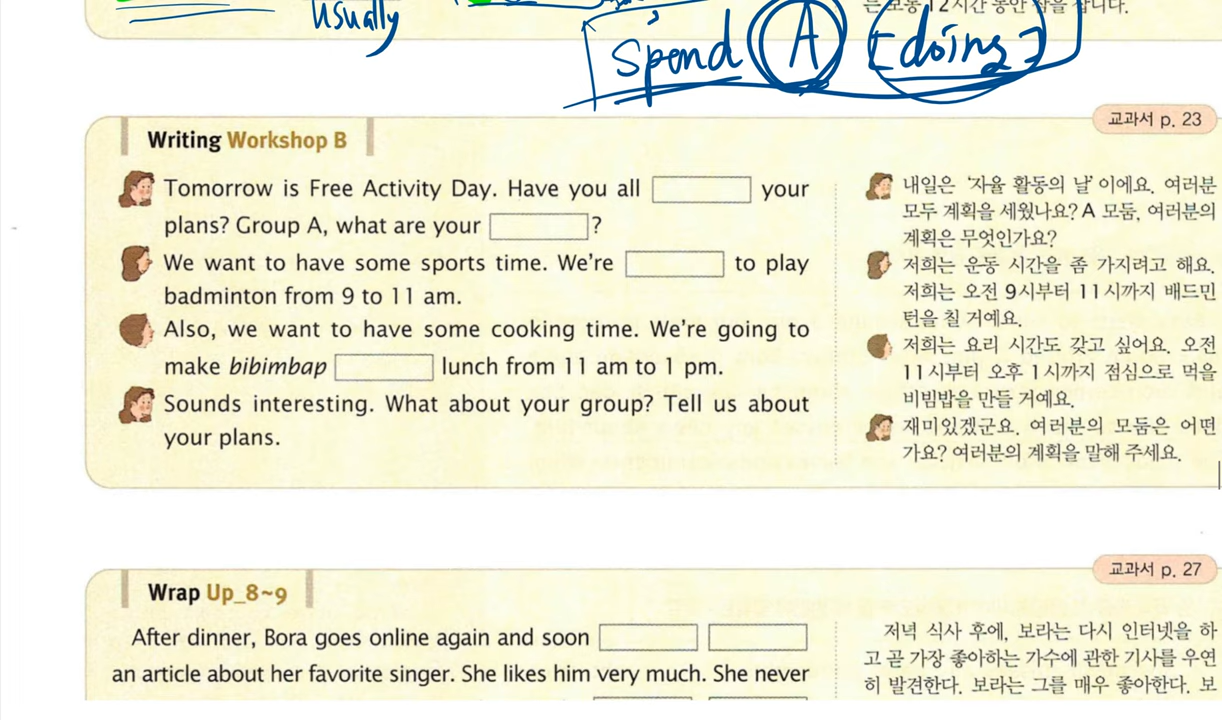 는 보통 12시간 동안 잠을 잡니다.
usually
spend A [doing]
교과서 p. 23
Writing Workshop B
Tomorrow is Free Activity Day. Have you all your
plans? Group A, what are your ?
We want to have some sports time. We're to play
badminton from 9 to 11 am.
Also, we want to have some cooking time. We're going to
make bibimbap lunch from 11 am to 1 pm.
Sounds interesting. What about your group? Tell us about
your plans.
내일은 '자율 활동의 날'이에요. 여러분
모두 계획을 세웠나요? A 모둠, 여러분의
계획은 무엇인가요?
저희는 운동 시간을 좀 가지려고 해요.
저희는 오전 9시부터 11시까지 배드민
턴을 칠 거예요.
저희는 요리 시간도 갖고 싶어요. 오전
11시부터 오후 1시까지 점심으로 먹을
비빔밥을 만들 거예요.
재미있겠군요. 여러분의 모둠은 어떤
가요? 여러분의 계획을 말해 주세요.
교과서 p. 27
Wrap Up_8~9
After dinner, Bora goes online again and soon
an article about her favorite singer. She likes him very much. She never
저녁 식사 후에, 보라는 다시 인터넷을 하
고 곧 가장 좋아하는 가수에 관한 기사를 우연
히 발견한다. 보라는 그를 매우 좋아한다. 보